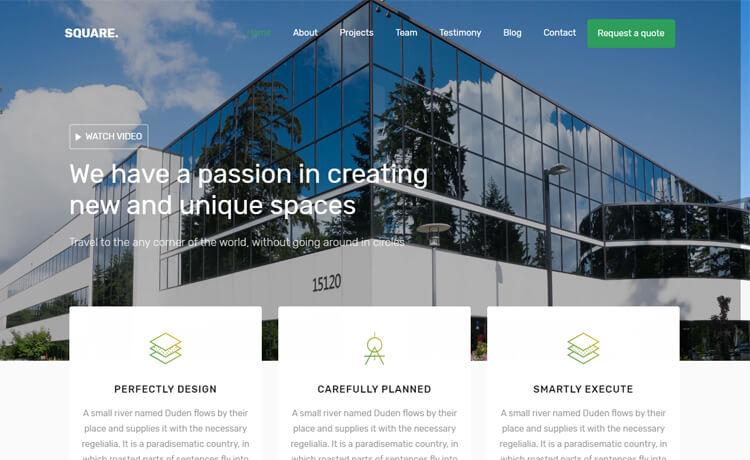 SQUARE.
Home About Projects Team Testimony Blog Contact Request a quote
WATCH VIDEO
We have a passion in creating
new and unique spaces
Travel to the any corner of the world, without going around in circles
15120
PERFECTLY DESIGN
A small river named Duden flows by their
place and supplies it with the necessary
regelialia. It is a paradisematic country, in
which roasted parts of sentences fly into
CAREFULLY PLANNED
A small river named Duden flows by their
place and supplies it with the necessary
regelialia. It is a paradisematic country, in
which roasted parts of sentences fly into
SMARTLY EXECUTE
A small river named Duden flows by their
place and supplies it with the necessary
regelialia. It is a paradisematic country, in
which roasted parts of sentences fly into